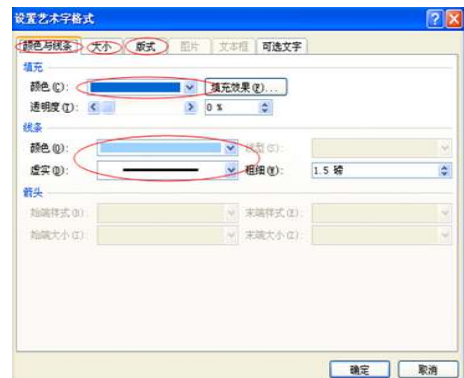 设置艺术字格式
颜色与线条 大小 版式 图片 文本框 可选文字
填充
颜色(C): 填充效果(F)...
透明度(T): 0 %
线条
颜色(O): 线型(S):
虚实(D): 粗细(W): 1.5 磅
箭头
始端样式(B): 末端样式(E):
始端大小(I): 末端大小(Z):
确定 取消